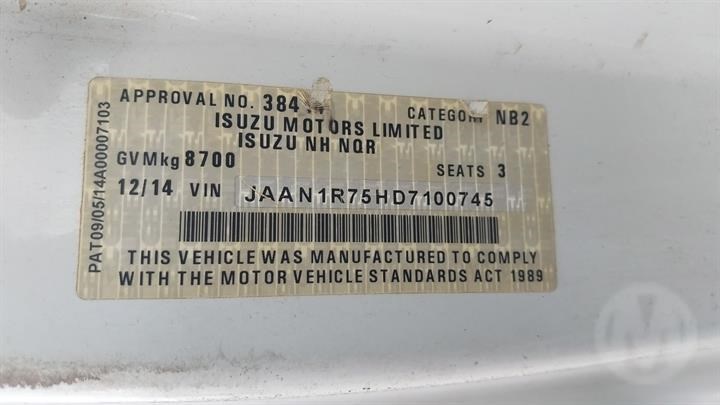 APPROVAL NO. 384
CATEGORY NB2
ISUZU MOTORS LIMITED
ISUZU NH NQR
GVMkg 8700
SEATS 3
12/14 VIN JAAN1R75HD7100745
THIS VEHICLE WAS MANUFACTURED TO COMPLY
WITH THE MOTOR VEHICLE STANDARDS ACT 1989
PAT09/05/14A00007103